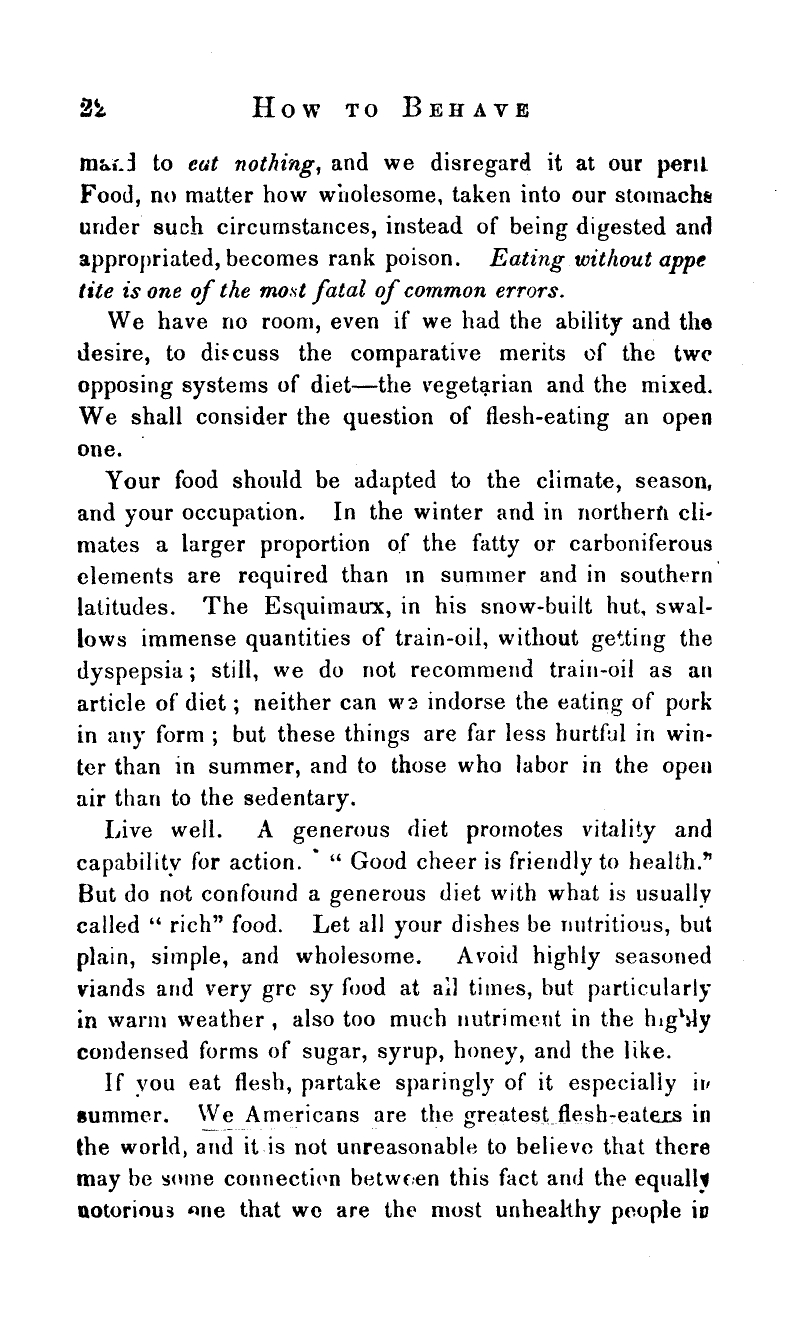 22 HOW TO BEHAVE
mand to eat nothing, and we disregard it at our peril
Food, no matter how wholesome, taken into our stomachs
under such circumstances, instead of being digested and
appropriated, becomes rank poison. Eating without appe
tite is one of the most fatal of common errors.
We have no room, even if we had the ability and the
desire, to discuss the comparative merits of the two
opposing systems of diet—the vegetarian and the mixed.
We shall consider the question of flesh-eating an open
one.
Your food should be adapted to the climate, season,
and your occupation. In the winter and in northern cli-
mates a larger proportion of the fatty or carboniferous
elements are required than in summer and in southern
latitudes. The Esquimaux, in his snow-built hut, swal-
lows immense quantities of train-oil, without getting the
dyspepsia; still, we do not recommend train-oil as an
article of diet; neither can we indorse the eating of pork
in any form; but these things are far less hurtful in win-
ter than in summer, and to those who labor in the open
air than to the sedentary.
Live well. A generous diet promotes vitality and
capability for action. "Good cheer is friendly to health."
But do not confound a generous diet with what is usually
called "rich" food. Let all your dishes be nutritious, but
plain, simple, and wholesome. Avoid highly seasoned
viands and very gre sy food at all times, but particularly
in warm weather, also too much nutriment in the highly
condensed forms of sugar, syrup, honey, and the like.
If you eat flesh, partake sparingly of it especially in
summer. We Americans are the greatest flesh-eaters in
the world, and it is not unreasonable to believe that there
may be some connection between this fact and the equally
notorious one that we are the most unhealthy people in